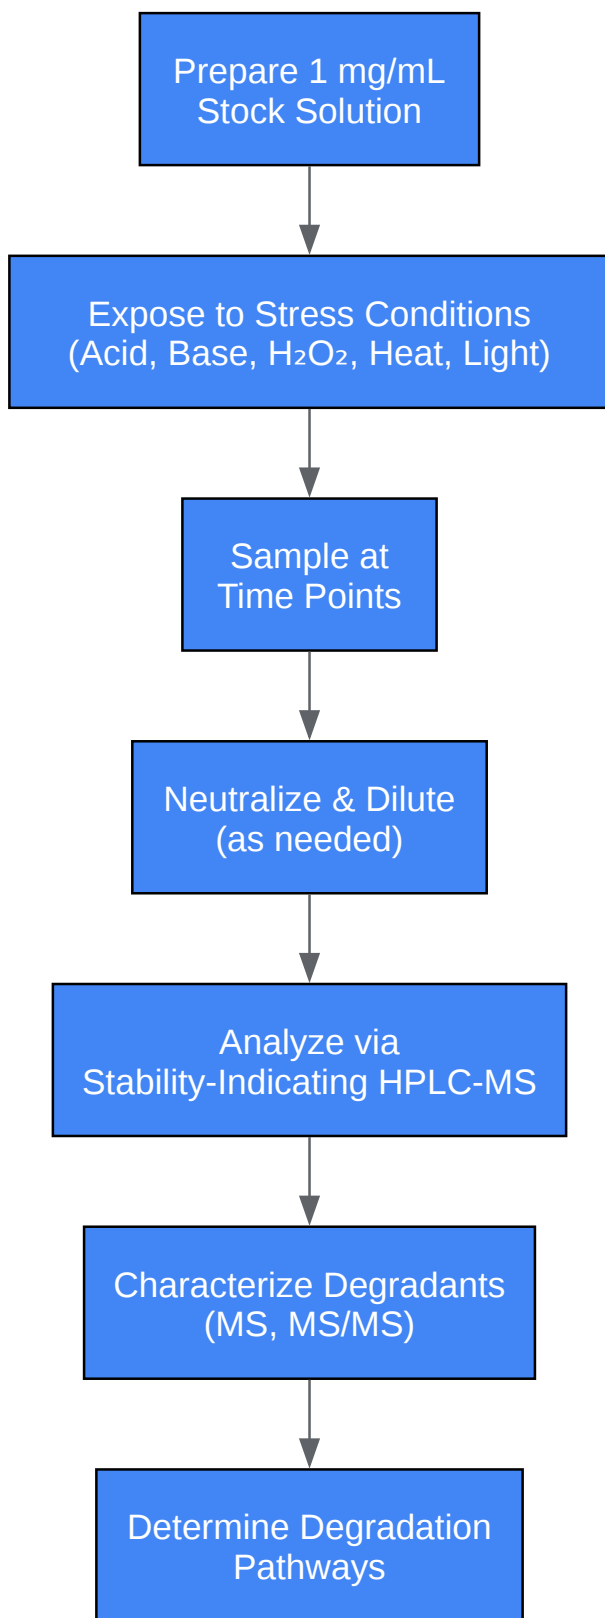 Prepare 1 mg/mL
Stock Solution
Expose to Stress Conditions
(Acid, Base, H₂O₂, Heat, Light)
Sample at
Time Points
Neutralize & Dilute
(as needed)
Analyze via
Stability-Indicating HPLC-MS
Characterize Degradants
(MS, MS/MS)
Determine Degradation
Pathways